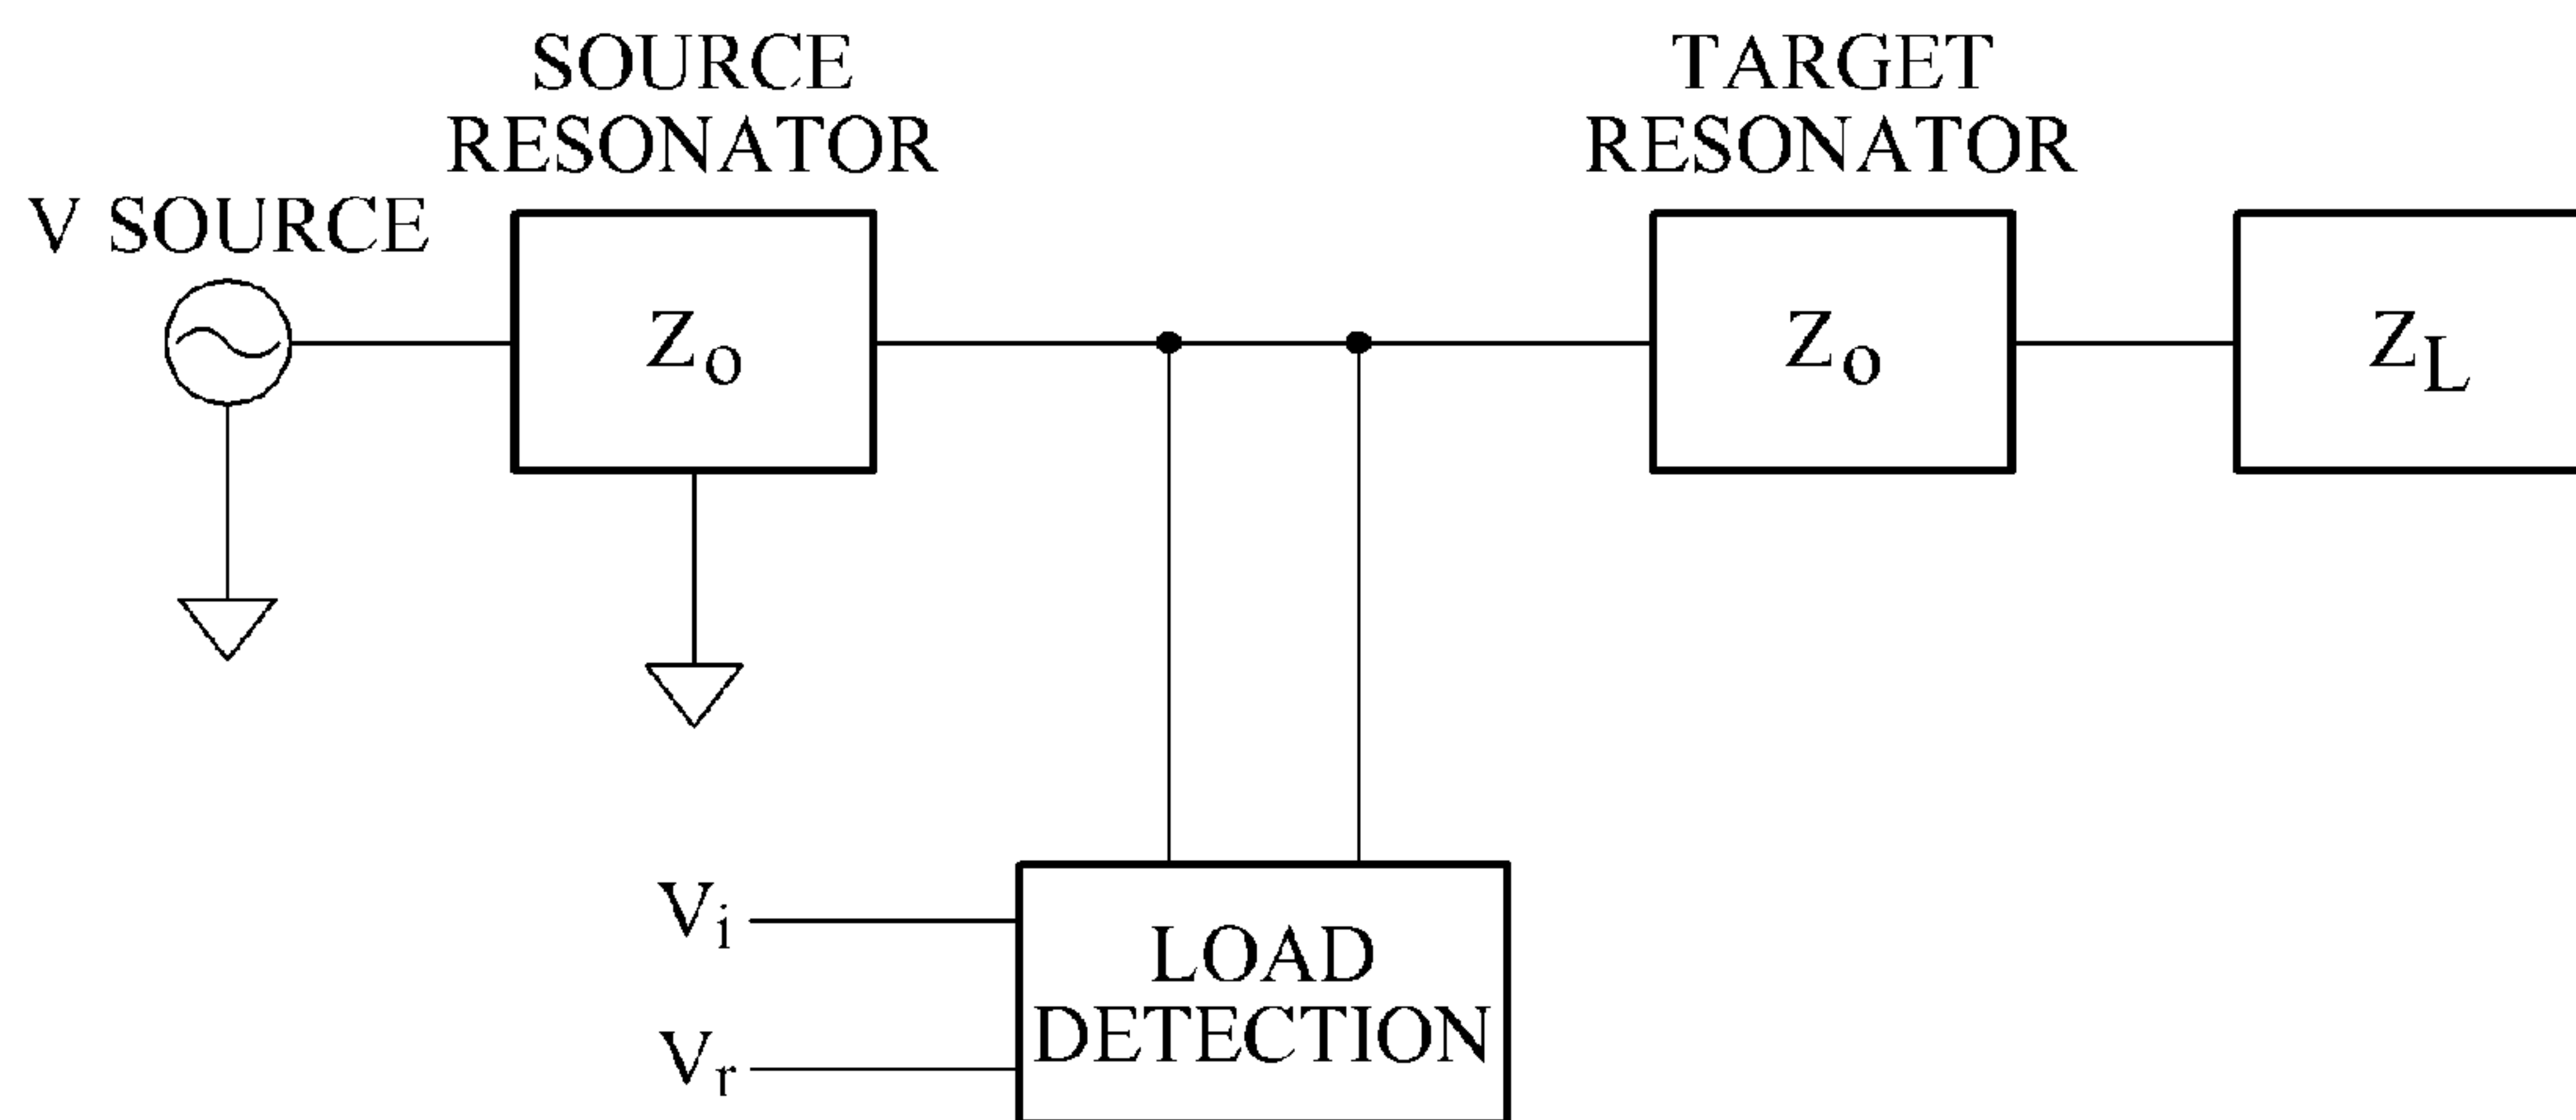 SOURCE
RESONATOR
TARGET
RESONATOR
V SOURCE
Zo
Zo
ZL
Vi
LOAD
DETECTION
Vr